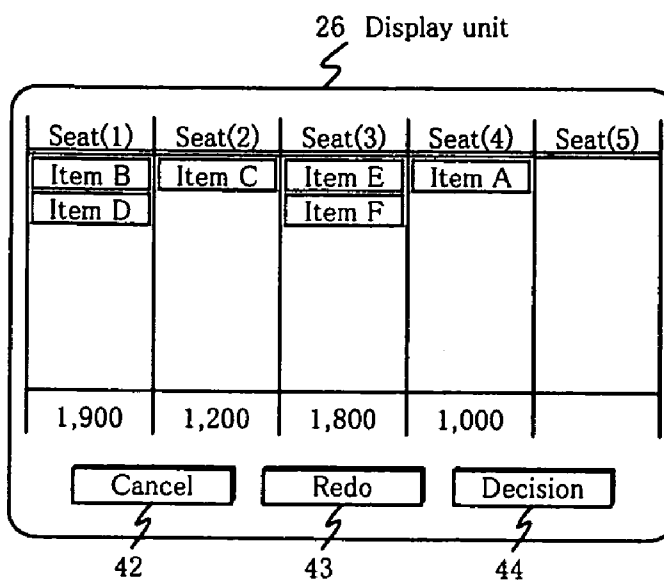 26 Display unit
Seat(1) Seat(2) Seat(3) Seat(4) Seat(5)
Item B Item C Item E Item A
Item D Item F
1,900 1,200 1,800 1,000
Cancel Redo Decision
42 43 44